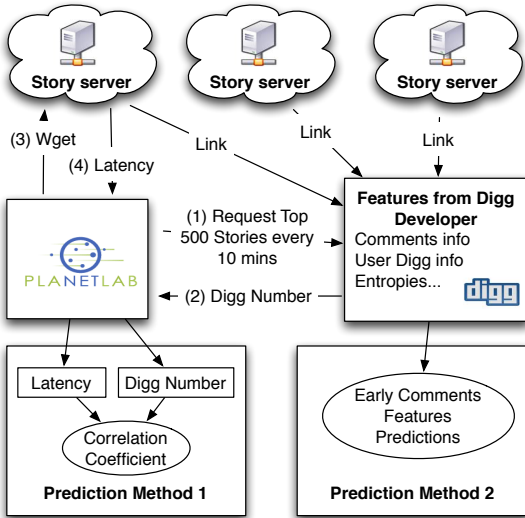 Story server
Story server
Story server
(3) Wget
(4) Latency
Link
Link
Link
PLANETLAB
(1) Request Top
500 Stories every
10 mins
(2) Digg Number
Features from Digg
Developer
Comments info
User Digg info
Entropies...
digg
Latency
Digg Number
Correlation
Coefficient
Prediction Method 1
Early Comments
Features
Predictions
Prediction Method 2